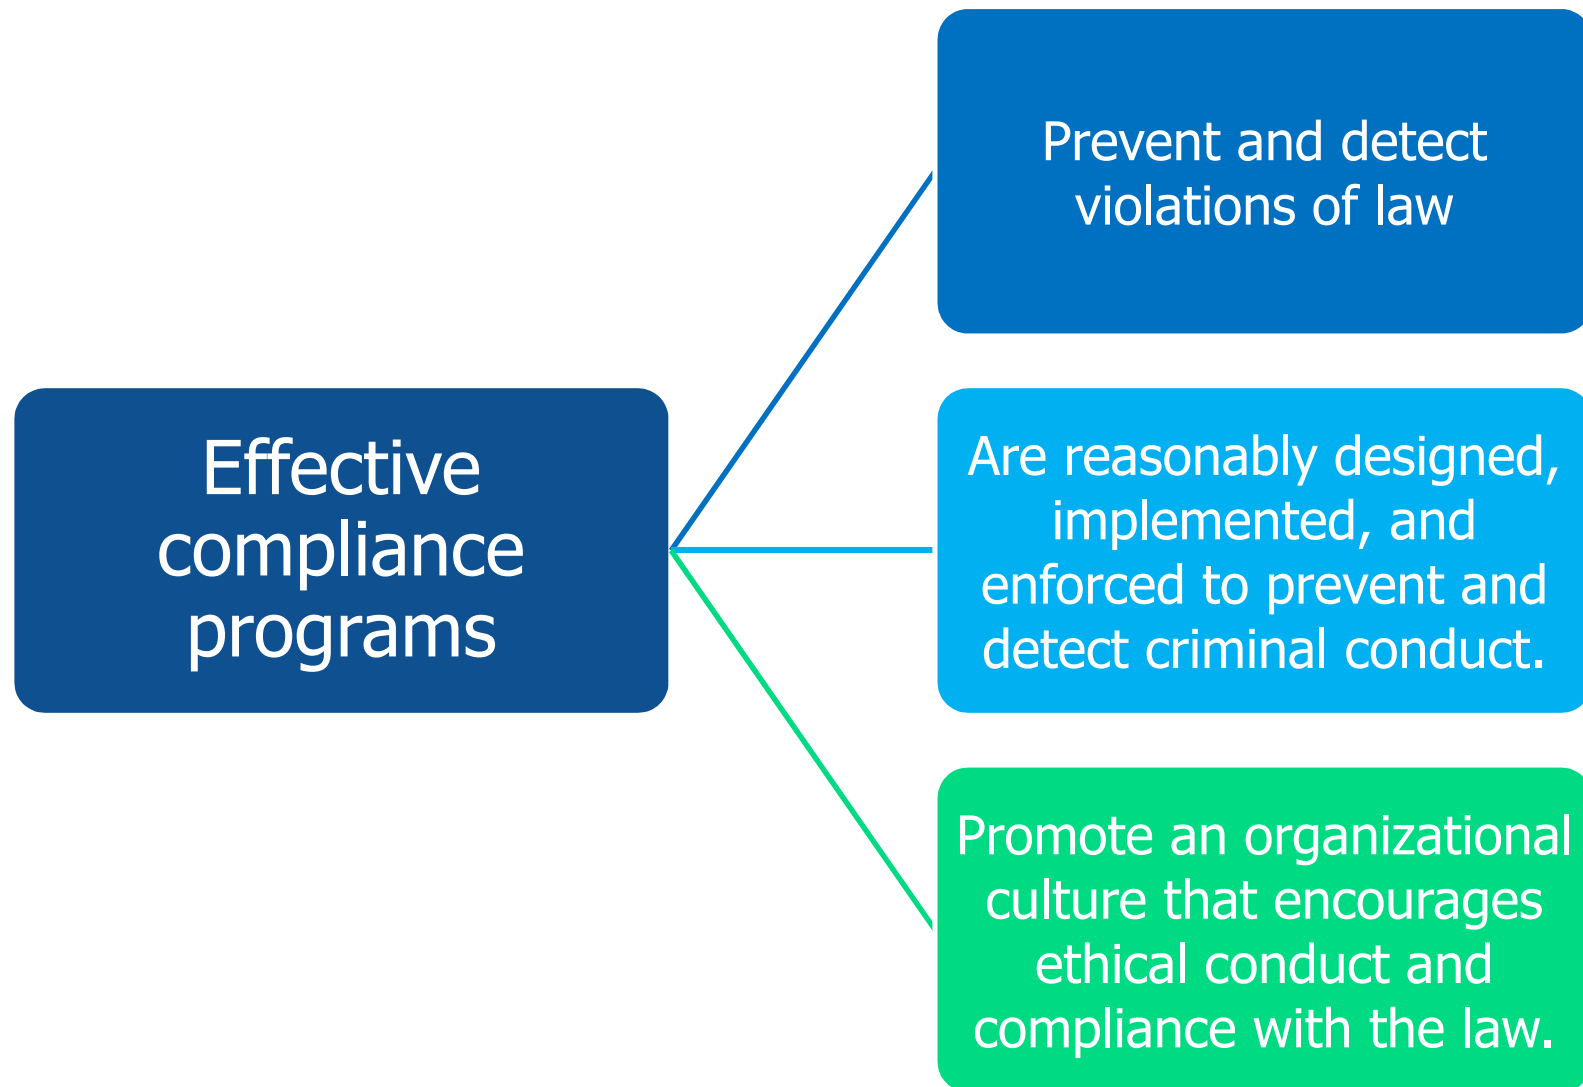 Effective
compliance
programs
Prevent and detect
violations of law
Are reasonably designed,
implemented, and
enforced to prevent and
detect criminal conduct.
Promote an organizational
culture that encourages
ethical conduct and
compliance with the law.